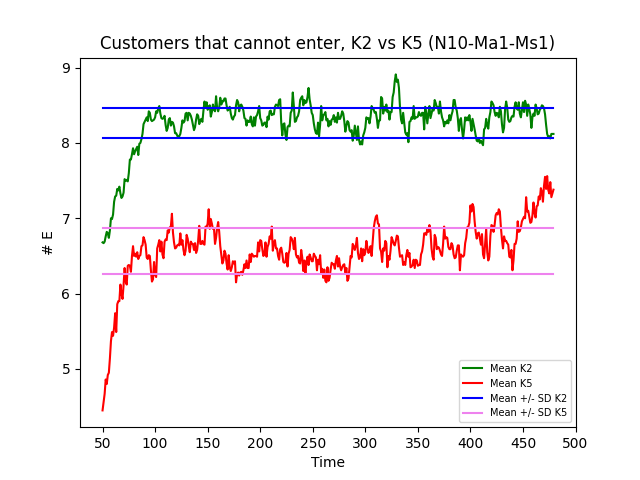 Customers that cannot enter, K2 vs K5 (N10-Ma1-Ms1)
# E
9
8
7
6
5
50 100 150 200 250 300 350 400 450 500
Time
Mean K2
Mean K5
Mean +/- SD K2
Mean +/- SD K5